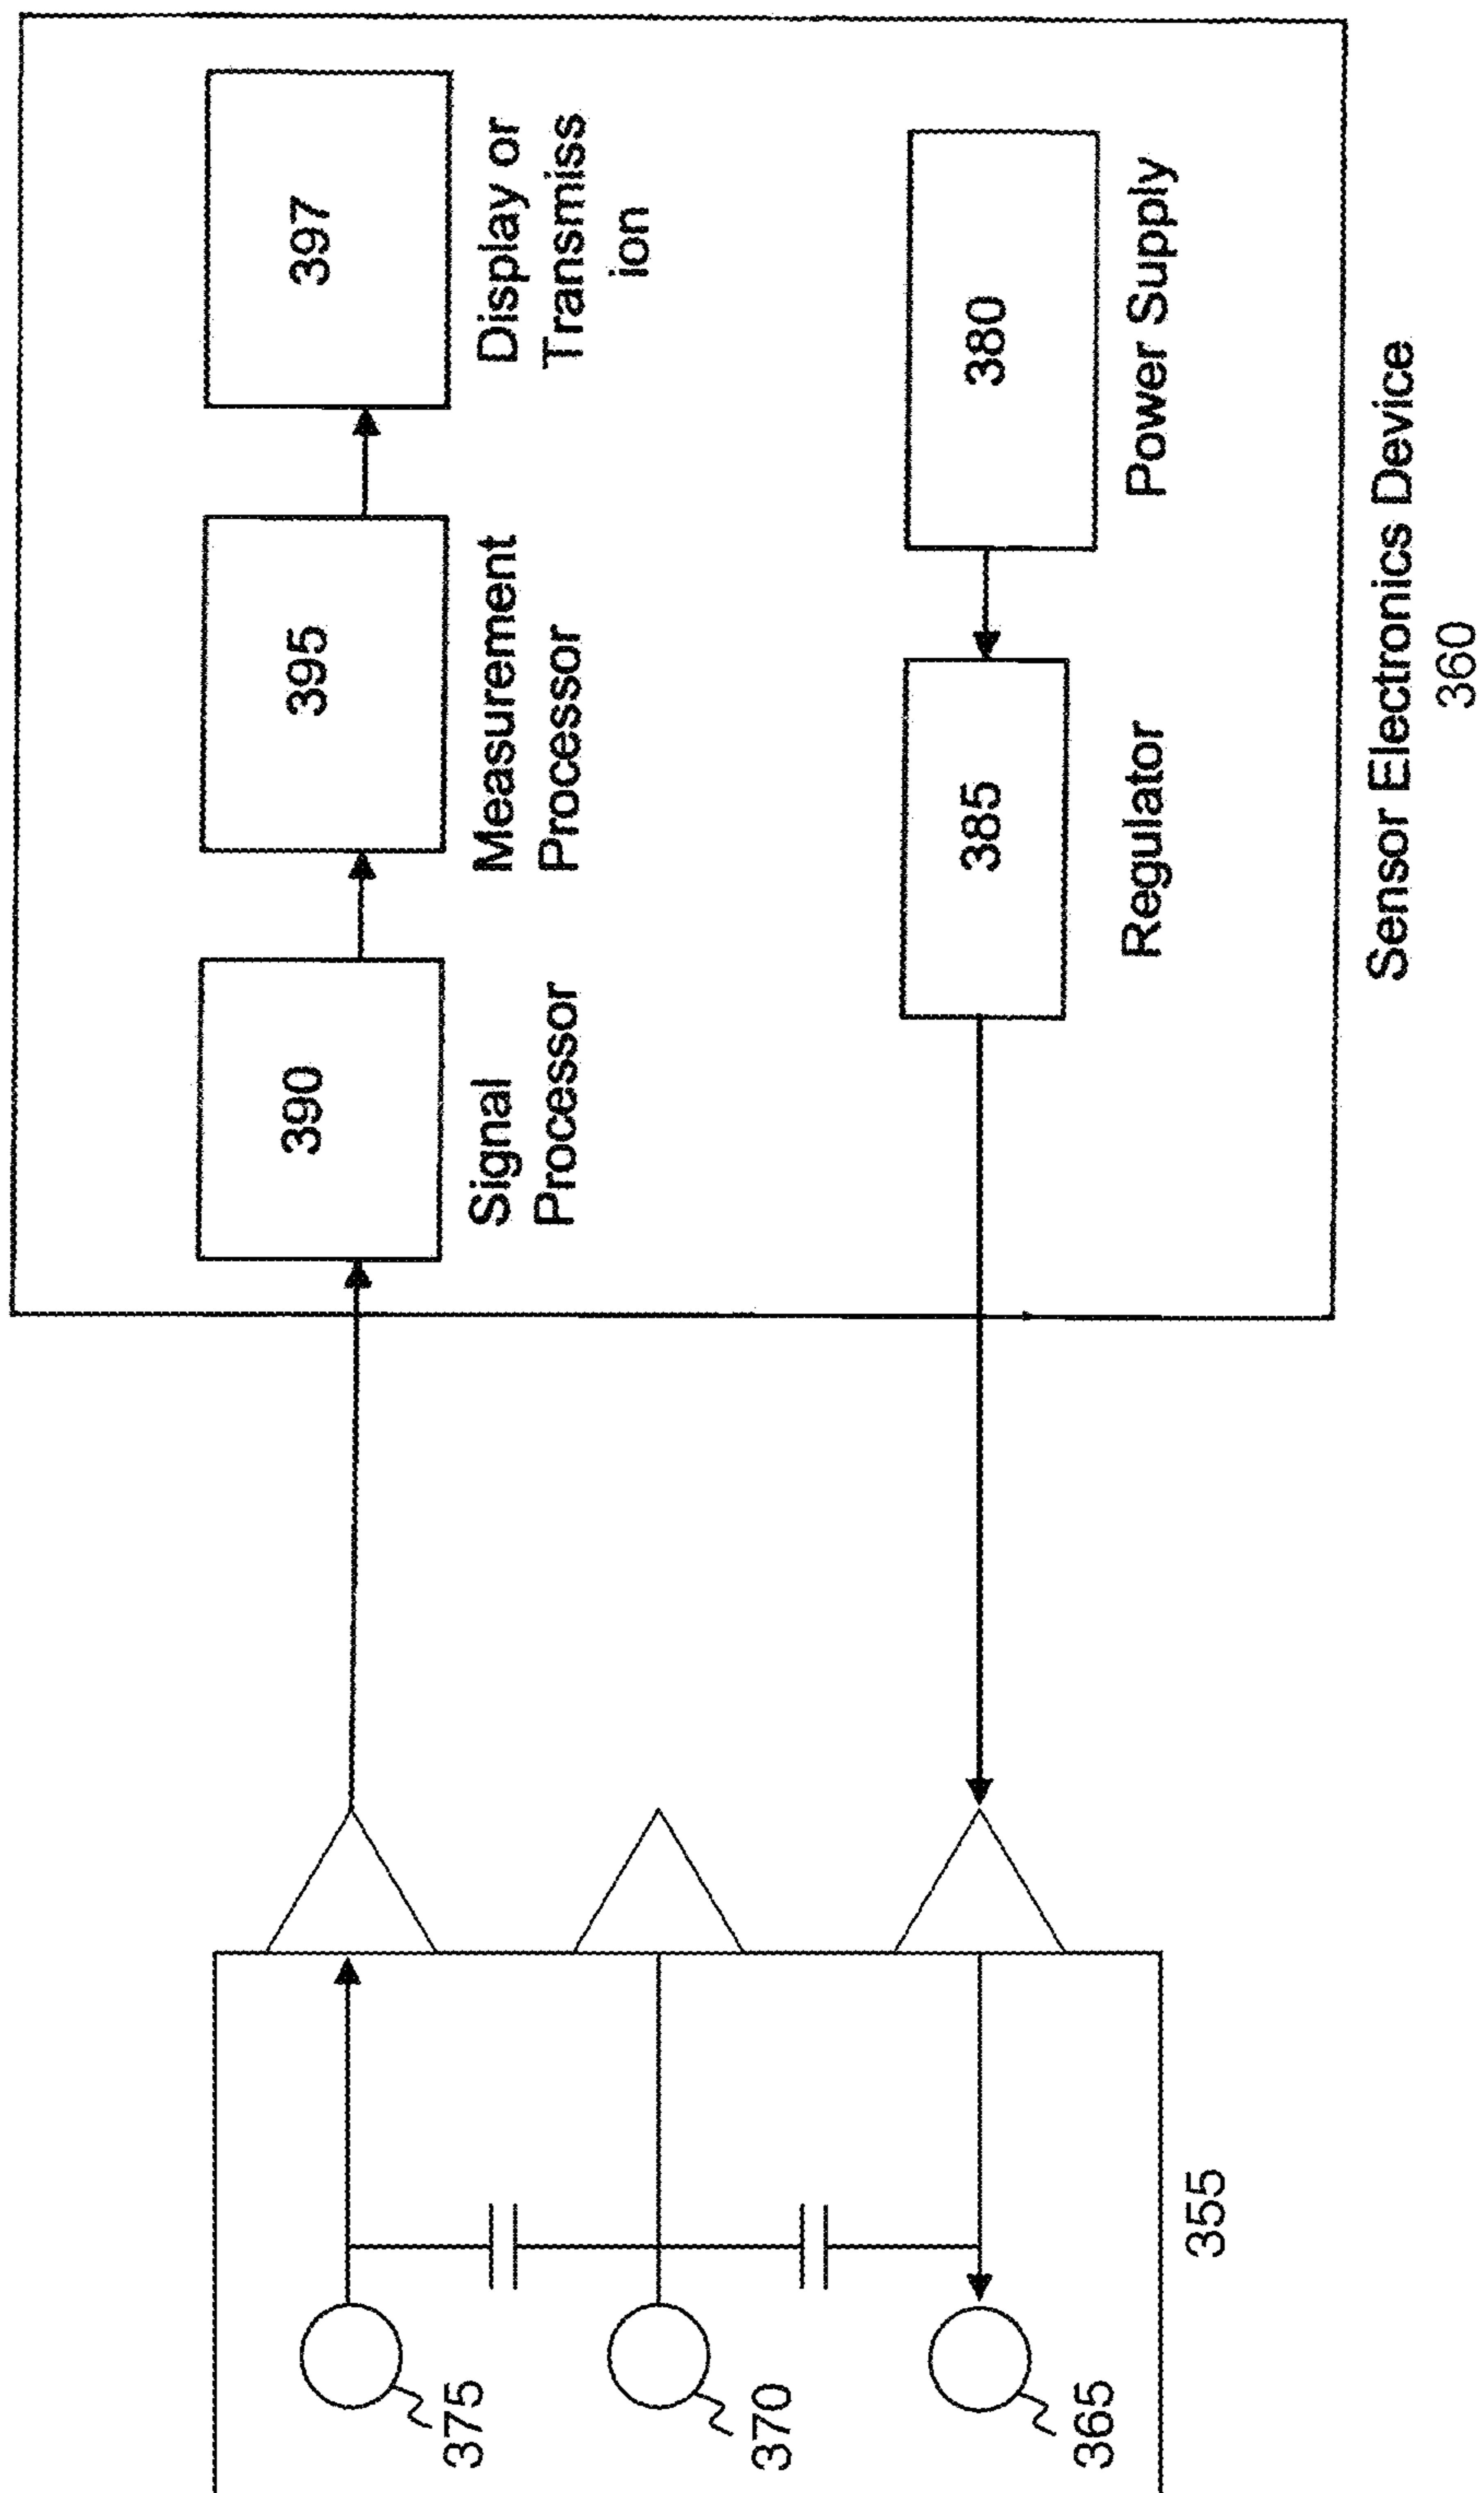 375
370
365
355
390
Signal
Processor
395
Measurement
Processor
397
Display or
Transmiss
ion
385
Regulator
380
Power Supply
Sensor Electronics Device
360